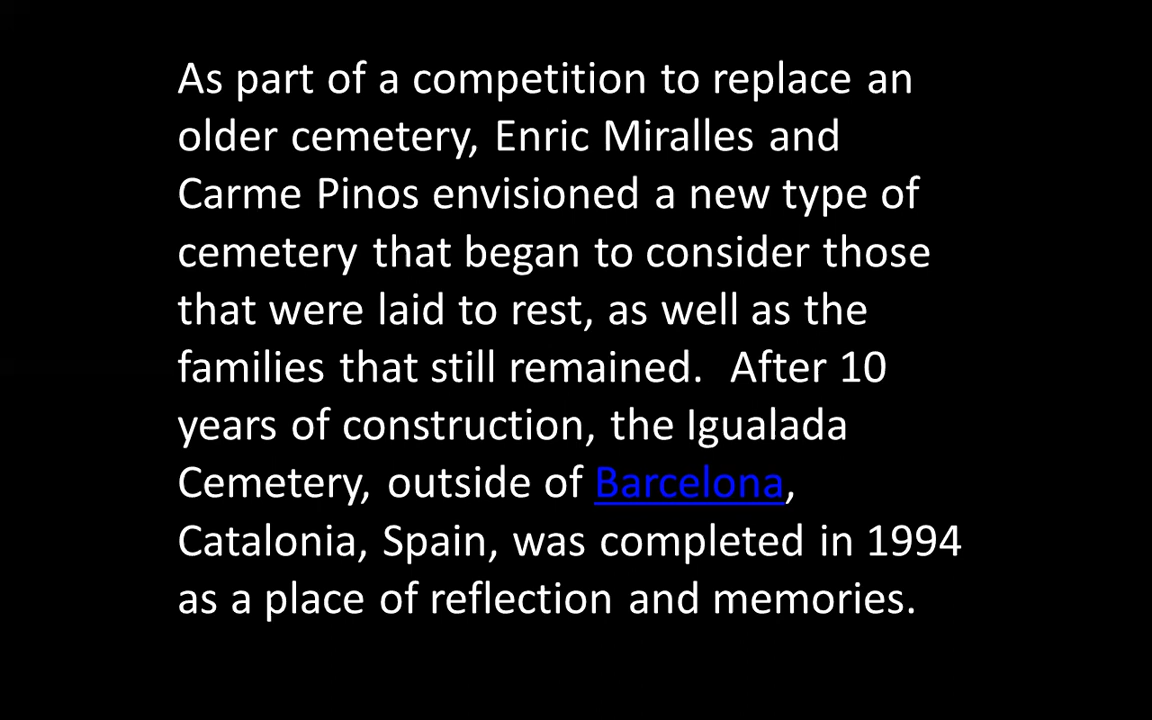 As part of a competition to replace an
older cemetery, Enric Miralles and
Carme Pinos envisioned a new type of
cemetery that began to consider those
that were laid to rest, as well as the
families that still remained.  After 10
years of construction, the Igualada
Cemetery, outside of Barcelona,
Catalonia, Spain, was completed in 1994
as a place of reflection and memories.